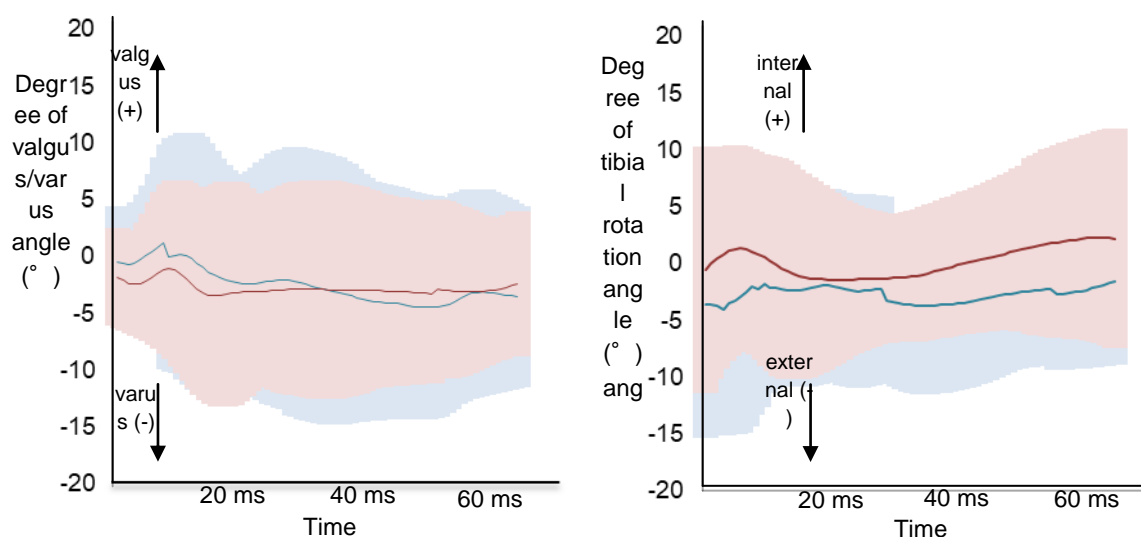 20
15
10
5
0
-5
-10
-15
-20
valg
us
(+)
Degr
ee of
valgu
s/var
us
angle
(° )
varu
s (-)
20 ms
40 ms
60 ms
Time
20
15
10
5
0
-5
-10
-15
-20
inter
nal
(+)
Deg
ree
of
tibia
l
rota
tion
ang
le
(° )
ang
exter
nal (-
)
20 ms
40 ms
60 ms
Time